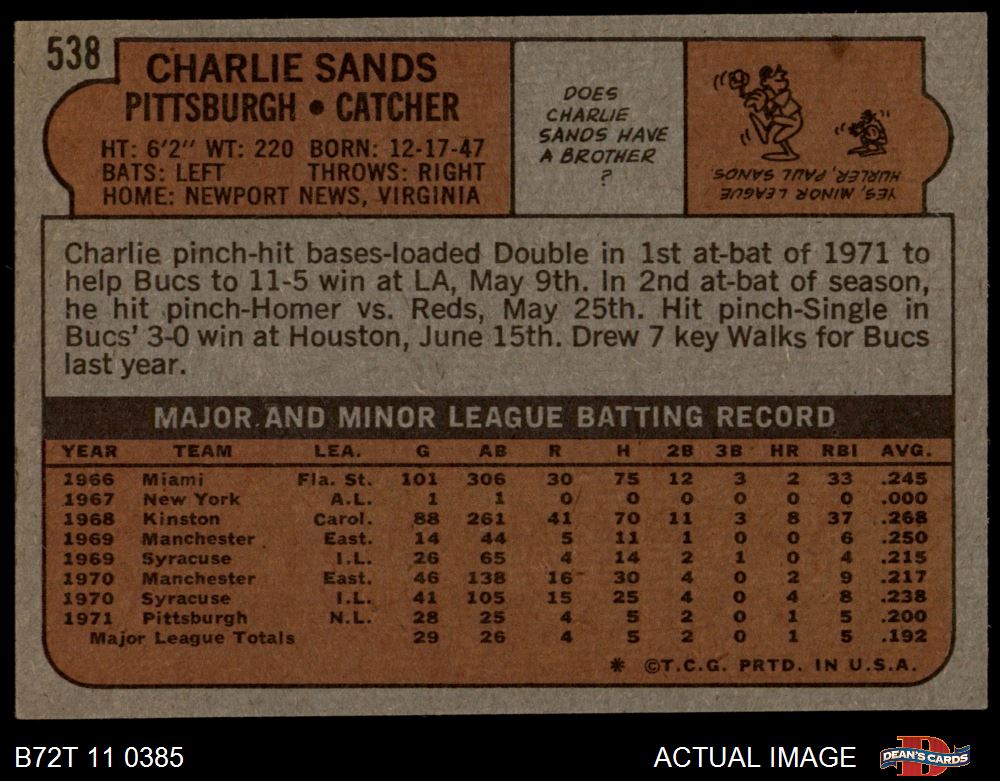 538
CHARLIE SANDS
PITTSBURGH • CATCHER
HT: 6'2" WT: 220 BORN: 12-17-47
BATS: LEFT THROWS: RIGHT
HOME: NEWPORT NEWS, VIRGINIA
DOES
CHARLIE
SANDS HAVE
A BROTHER
?
YES, MINOR LEAGUE
HURLER, PAUL SANDS.
Charlie pinch-hit bases-loaded Double in 1st at-bat of 1971 to
help Bucs to 11-5 win at LA, May 9th. In 2nd at-bat of season,
he hit pinch-Homer vs. Reds, May 25th. Hit pinch-Single in
Bucs' 3-0 win at Houston, June 15th. Drew 7 key Walks for Bucs
last year.
MAJOR AND MINOR LEAGUE BATTING RECORD
YEAR TEAM LEA. G AB R H 2B 3B HR RBI AVG.
1966 Miami Fla. St. 101 306 30 75 12 3 2 33 .245
1967 New York A.L. 1 1 0 0 0 0 0 0 .000
1968 Kinston Carol. 88 261 41 70 11 3 8 37 .268
1969 Manchester East. 14 44 5 11 1 0 0 6 .250
1969 Syracuse I.L. 26 65 4 14 2 1 0 4 .215
1970 Manchester East. 46 138 16 30 4 0 2 9 .217
1970 Syracuse I.L. 41 105 15 25 4 0 4 8 .238
1971 Pittsburgh N.L. 28 25 4 5 2 0 1 5 .200
Major League Totals 29 26 4 5 2 0 1 5 .192
* ©T.C.G. PRTD. IN U.S.A.
B72T 11 0385 ACTUAL IMAGE DEAN'S CARDS